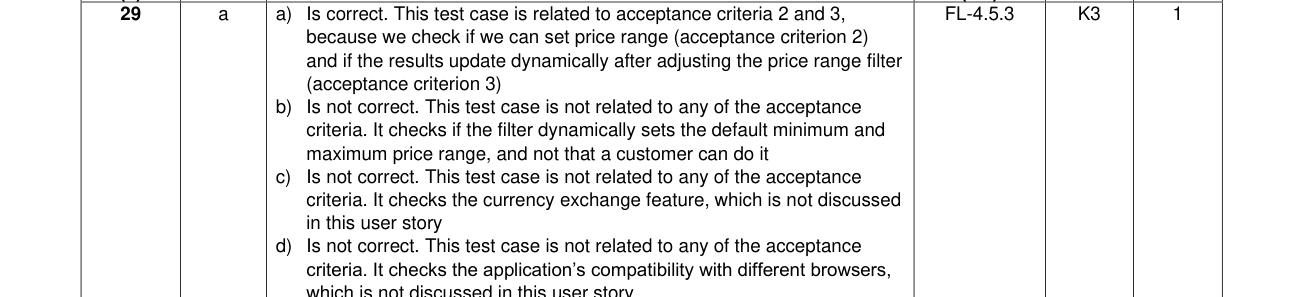 29 a a) Is correct. This test case is related to acceptance criteria 2 and 3, FL-4.5.3 K3 1
because we check if we can set price range (acceptance criterion 2)
and if the results update dynamically after adjusting the price range filter
(acceptance criterion 3)
b) Is not correct. This test case is not related to any of the acceptance
criteria. It checks if the filter dynamically sets the default minimum and
maximum price range, and not that a customer can do it
c) Is not correct. This test case is not related to any of the acceptance
criteria. It checks the currency exchange feature, which is not discussed
in this user story
d) Is not correct. This test case is not related to any of the acceptance
criteria. It checks the application’s compatibility with different browsers,
which is not discussed in this user story